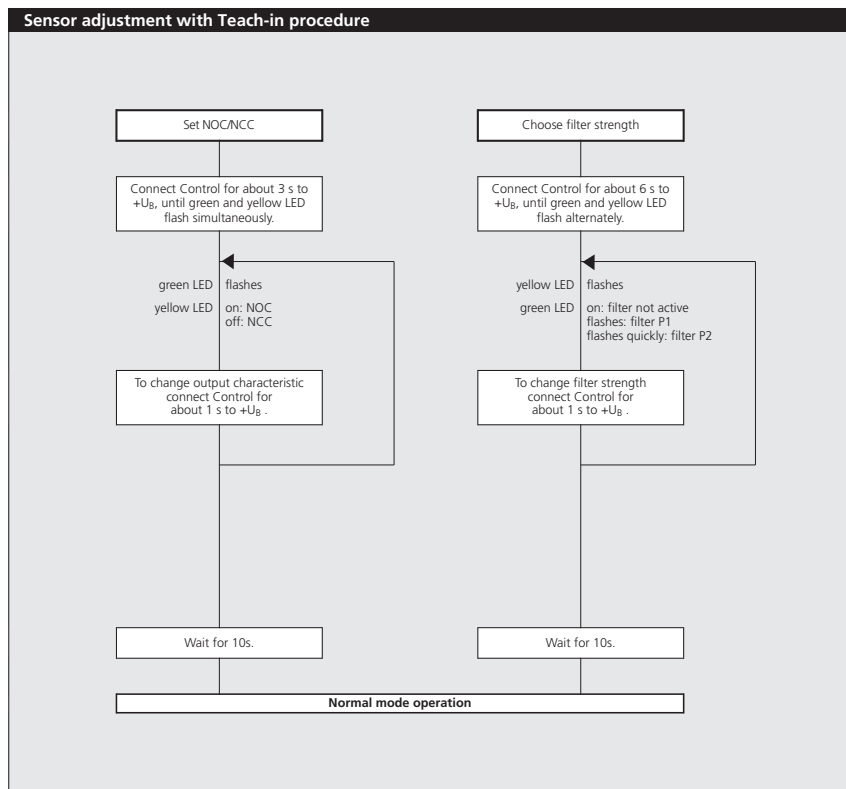 Sensor adjustment with Teach-in procedure
Set NOC/NCC
Connect Control for about 3 s to
+UB, until green and yellow LED
flash simultaneously.
green LED flashes
yellow LED on: NOC
off: NCC
To change output characteristic
connect Control for
about 1 s to +UB .
Wait for 10s.
Choose filter strength
Connect Control for about 6 s to
+UB, until green and yellow LED
flash alternately.
yellow LED flashes
green LED on: filter not active
flashes: filter P1
flashes quickly: filter P2
To change filter strength
connect Control for
about 1 s to +UB .
Wait for 10s.
Normal mode operation